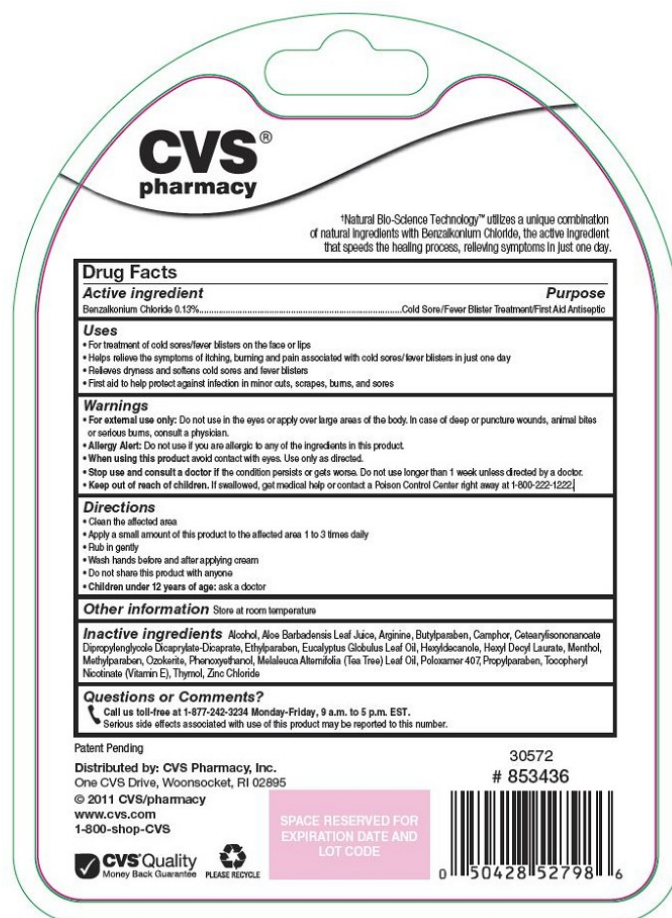 CVS®
pharmacy
†Natural Bio-Science Technology™ utilizes a unique combination
of natural ingredients with Benzalkonium Chloride, the active ingredient
that speeds the healing process, relieving symptoms in just one day.
Drug Facts
Active ingredient Purpose
Benzalkonium Chloride 0.13%..........................................................................Cold Sore/Fever Blister Treatment/First Aid Antiseptic
Uses
• For treatment of cold sores/fever blisters on the face or lips
• Helps relieve the symptoms of itching, burning and pain associated with cold sores/fever blisters in just one day
• Relieves dryness and softens cold sores and fever blisters
• First aid to help protect against infection in minor cuts, scrapes, burns, and sores
Warnings
• For external use only: Do not use in the eyes or apply over large areas of the body. In case of deep or puncture wounds, animal bites
or serious burns, consult a physician.
• Allergy Alert: Do not use if you are allergic to any of the ingredients in this product.
• When using this product avoid contact with eyes. Use only as directed.
• Stop use and consult a doctor if the condition persists or gets worse. Do not use longer than 1 week unless directed by a doctor.
• Keep out of reach of children. If swallowed, get medical help or contact a Poison Control Center right away at 1-800-222-1222.
Directions
• Clean the affected area
• Apply a small amount of this product to the affected area 1 to 3 times daily
• Rub in gently
• Wash hands before and after applying cream
• Do not share this product with anyone
• Children under 12 years of age: ask a doctor
Other information Store at room temperature
Inactive ingredients Alcohol, Aloe Barbadensis Leaf Juice, Arginine, Butylparaben, Camphor, Cetearylisononanoate
Dipropylenglycole Dicaprylate-Dicaprate, Ethylparaben, Eucalyptus Globulus Leaf Oil, Hexyldecanole, Hexyl Decyl Laurate, Menthol,
Methylparaben, Ozokerite, Phenoxyethanol, Melaleuca Alternifolia (Tea Tree) Leaf Oil, Poloxamer 407, Propylparaben, Tocopheryl
Nicotinate (Vitamin E), Thymol, Zinc Chloride
Questions or Comments?
Call us toll-free at 1-877-242-3234 Monday-Friday, 9 a.m. to 5 p.m. EST.
Serious side effects associated with use of this product may be reported to this number.
Patent Pending
Distributed by: CVS Pharmacy, Inc.
One CVS Drive, Woonsocket, RI 02895
© 2011 CVS/pharmacy
www.cvs.com
1-800-shop-CVS
CVS® Quality
Money Back Guarantee
PLEASE RECYCLE
SPACE RESERVED FOR
EXPIRATION DATE AND
LOT CODE
30572
# 853436
0 50428 52798 6